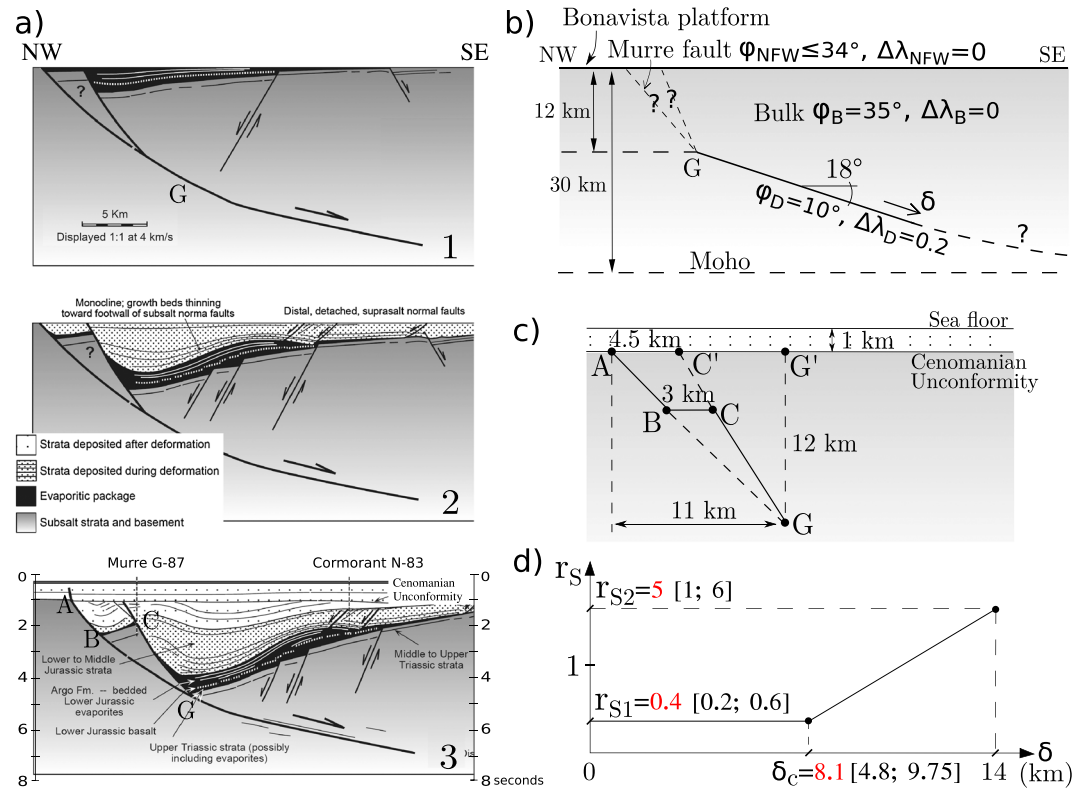 a)
NW
SE
?
G
5 Km
Displayed 1:1 at 4 km/s
1
Monocline; growth beds thinning
toward footwall of subsalt norma faults
Distal, detached, suprasalt normal faults
?
Strata deposited after deformation
Strata deposited during deformation
Evaporitic package
Subsalt strata and basement
2
Murre G-87
Cormorant N-83
0
0
Cenomanian
Unconformity
A
C
2
2
B
Lower to Middle
Jurassic strata
Middle to Upper
Triassic strata
4
4
Argo Fm. -- bedded
Lower Jurassic
evaporites
G
Lower Jurassic basalt
6
6
Upper Triassic strata (possibly
including evaporites)
3
8
8 seconds
b)
Bonavista platform
NW
Murre fault φNFW≤34°, ΔλNFW=0
SE
? ?
12 km
Bulk φB=35°, ΔλB=0
G
18°
30 km
δ
φD=10°, ΔλD=0.2
?
Moho
c)
Sea floor
4.5 km
1 km
A
C'
G'
Cenomanian
Unconformity
3 km
B
C
12 km
11 km
G
d)
rS
rS2=5 [1; 6]
1
rS1=0.4 [0.2; 0.6]
0
δc=8.1 [4.8; 9.75]
14
δ
(km)